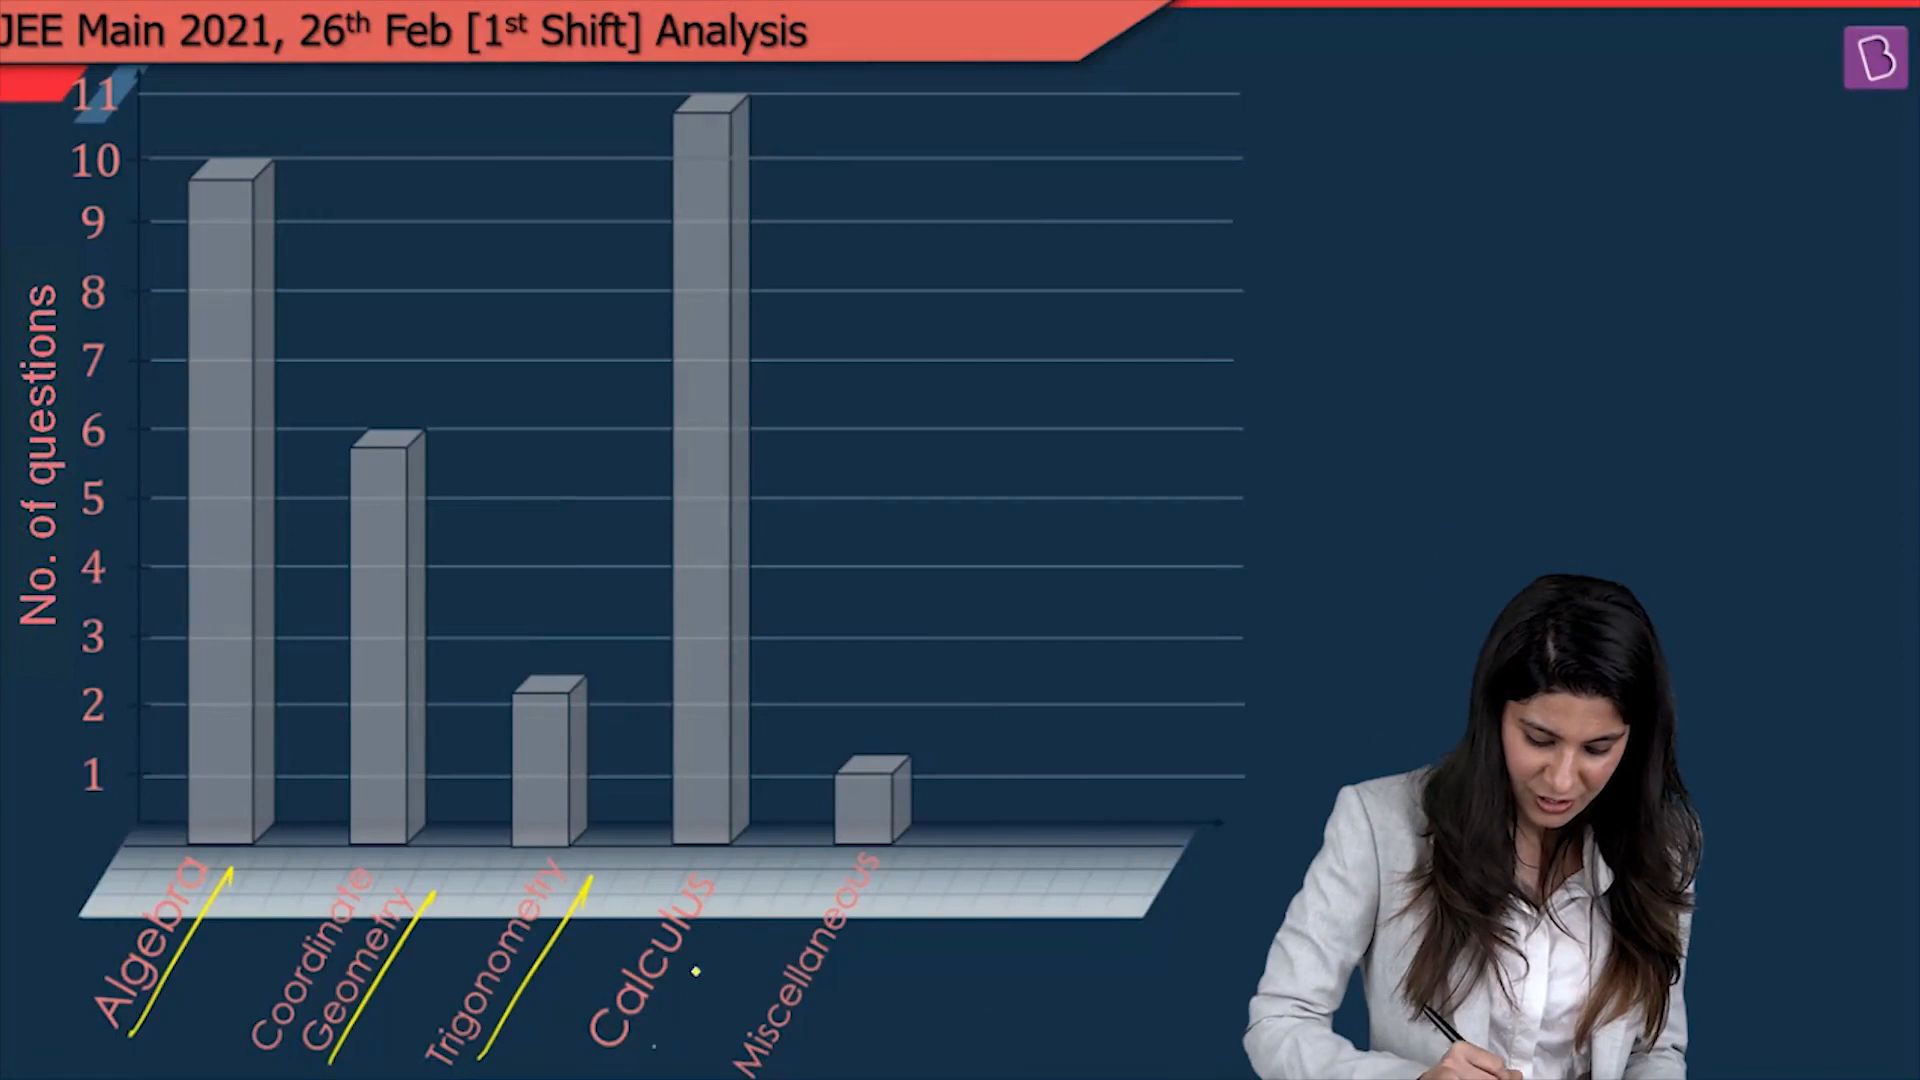 JEE Main 2021, 26th Feb [1st Shift] Analysis
11
10
9
8
7
6
5
4
3
2
1
No. of questions
Algebra
Coordinate
Geometry
Trigonometry
Calculus
Miscellaneous
B